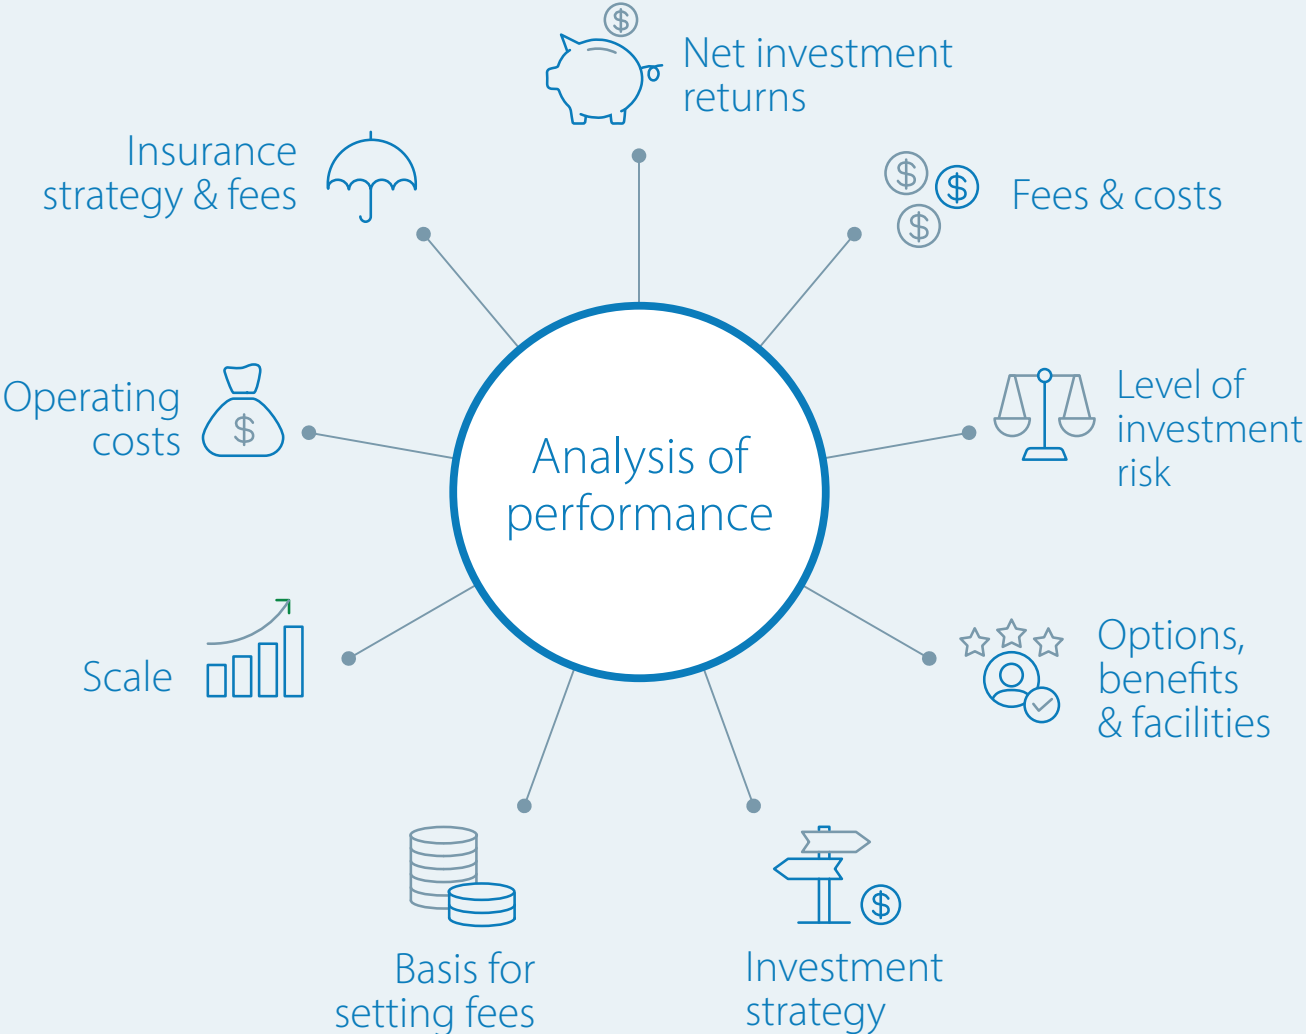 Net investment
returns
Fees & costs
Level of
investment
risk
Options,
benefits
& facilities
Investment
strategy
Basis for
setting fees
Scale
Operating
costs
Insurance
strategy & fees
Analysis of
performance
$
$
$
$
$
$